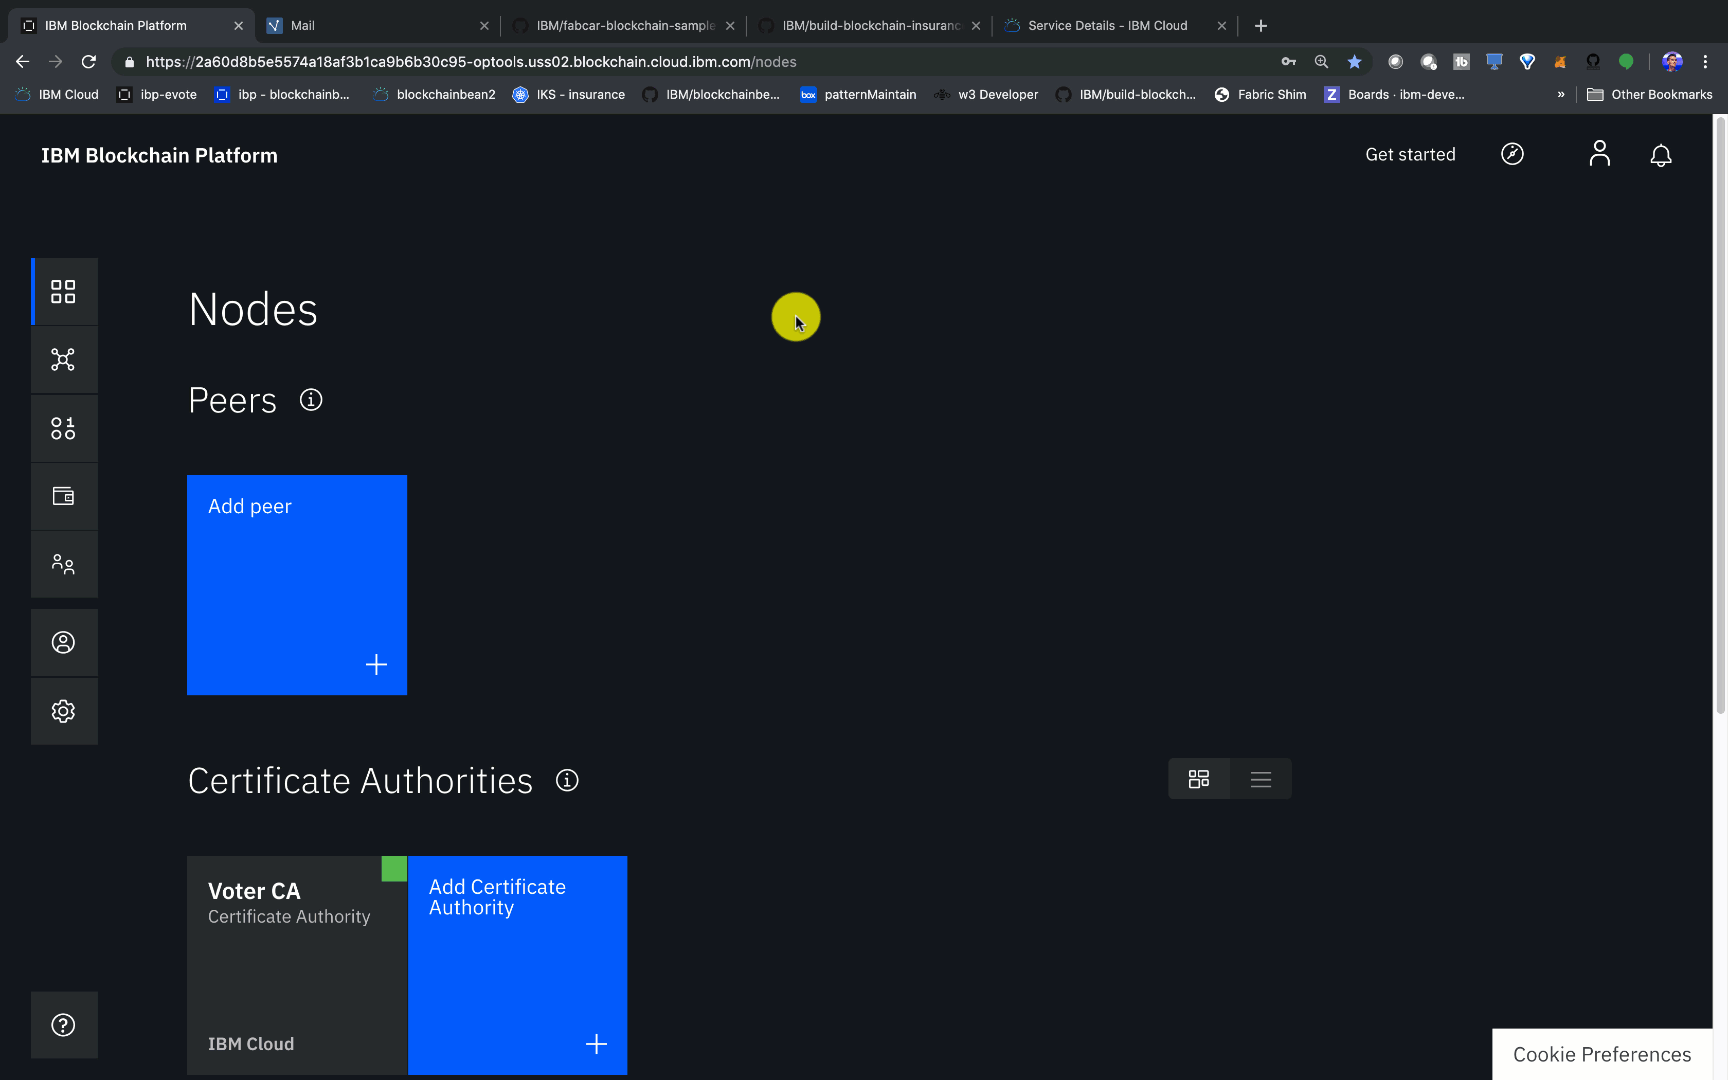 IBM Blockchain Platform
Mail
IBM/fabcar-blockchain-sample
IBM/build-blockchain-insuranc
Service Details - IBM Cloud
https://2a60d8b5e5574a18af3b1ca9b6b30c95-optools.uss02.blockchain.cloud.ibm.com/nodes
IBM Cloud
ibp-evote
ibp - blockchainb...
blockchainbean2
IKS - insurance
IBM/blockchainbe...
box
patternMaintain
w3 Developer
IBM/build-blockch...
Fabric Shim
Z
Boards · ibm-deve...
»
Other Bookmarks
IBM Blockchain Platform
Get started
Nodes
Peers
Add peer
Certificate Authorities
Voter CA
Certificate Authority
IBM Cloud
Add Certificate
Authority
Cookie Preferences